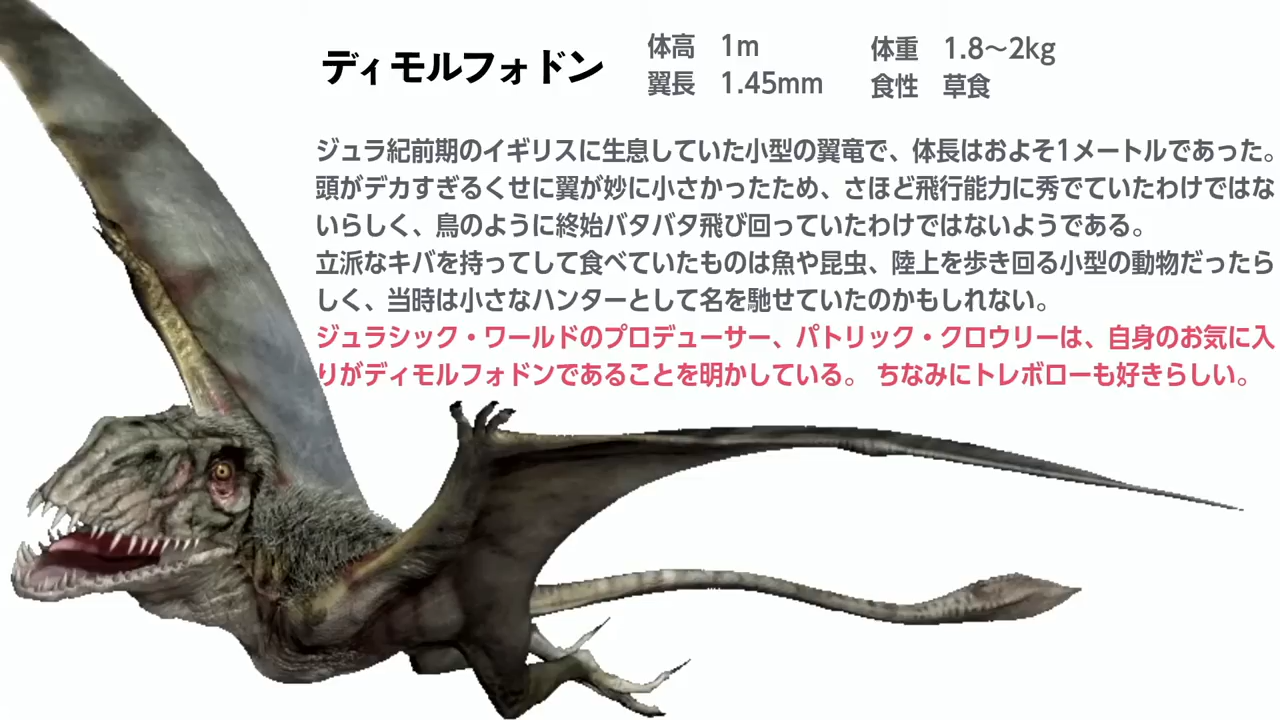 ディモルフォドン
体高 1m
翼長 1.45mm
体重 1.8～2kg
食性 草食
ジュラ紀前期のイギリスに生息していた小型の翼竜で、体長はおよそ1メートルであった。
頭がデカすぎるくせに翼が妙に小さかったため、さほど飛行能力に秀でていたわけではな
いらしく、鳥のように終始バタバタ飛び回っていたわけではないようである。
立派なキバを持ってして食べていたものは魚や昆虫、陸上を歩き回る小型の動物だったら
しく、当時は小さなハンターとして名を馳せていたのかもしれない。
ジュラシック・ワールドのプロデューサー、パトリック・クロウリーは、自身のお気に入
りがディモルフォドンであることを明かしている。 ちなみにトレボローも好きらしい。